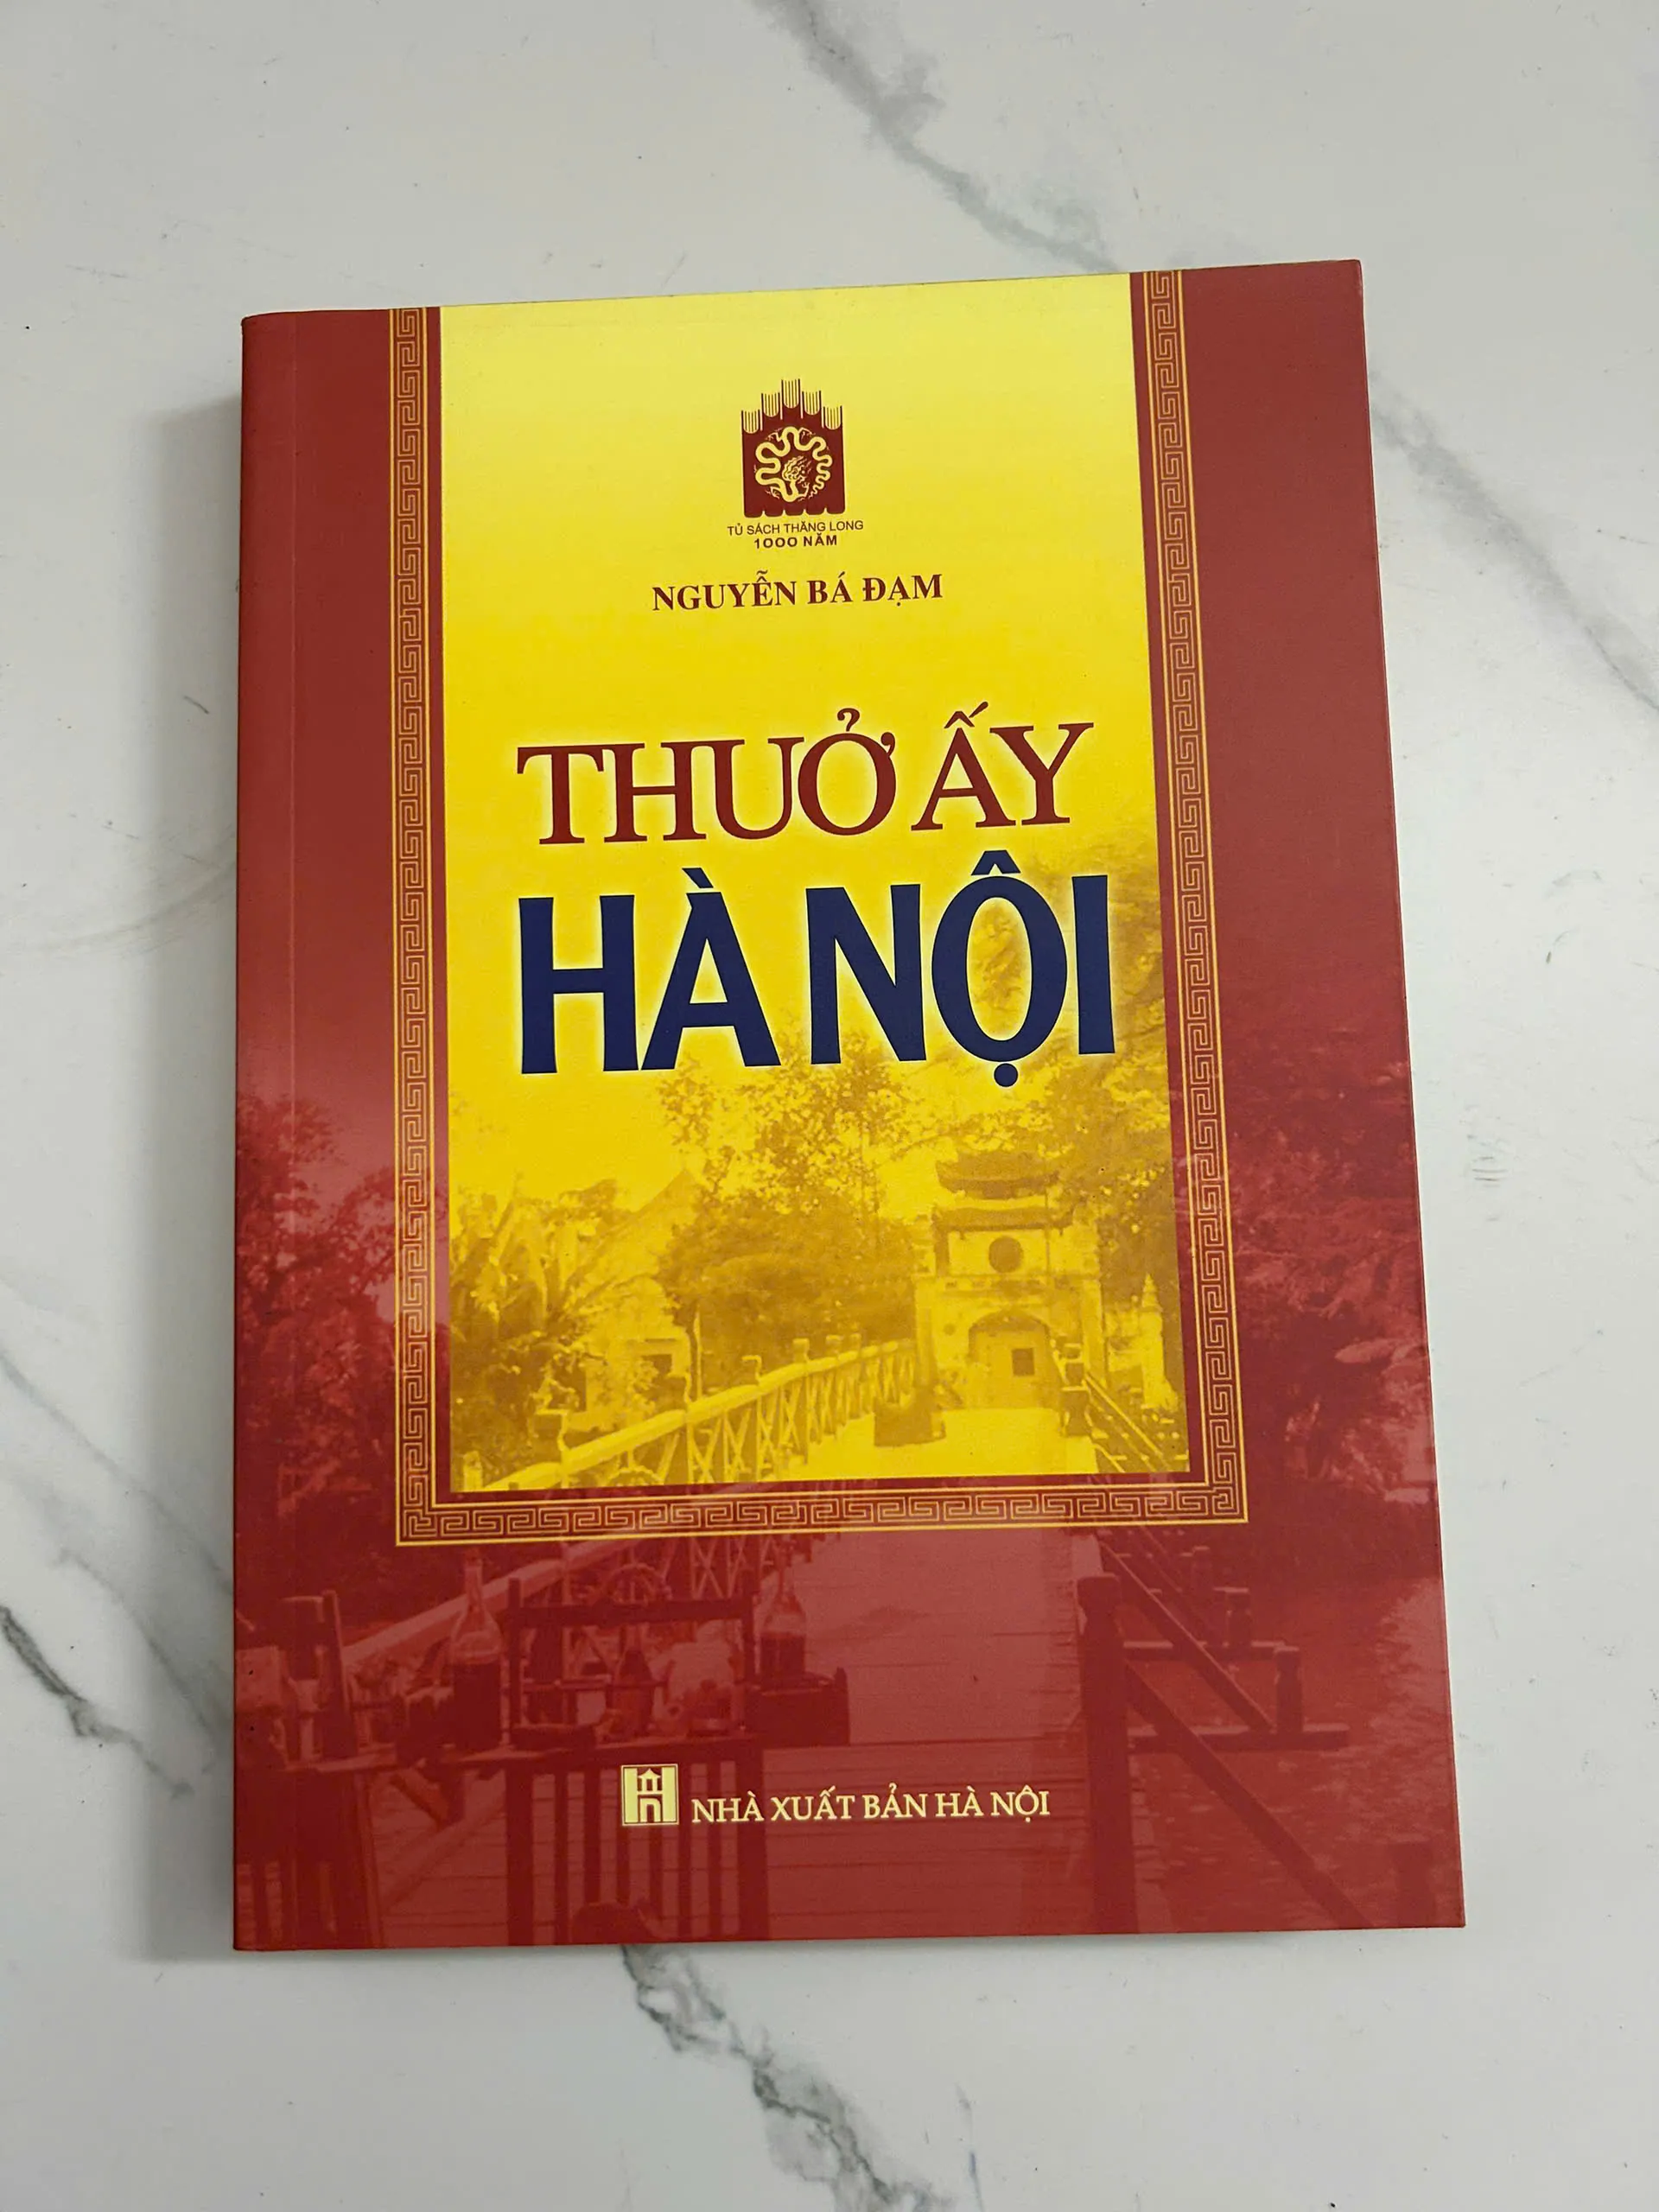 TỦ SÁCH THĂNG LONG
1000 NĂM
NGUYỄN BÁ ĐẠM
THUỞ ẤY
HÀ NỘI
NHÀ XUẤT BẢN HÀ NỘI